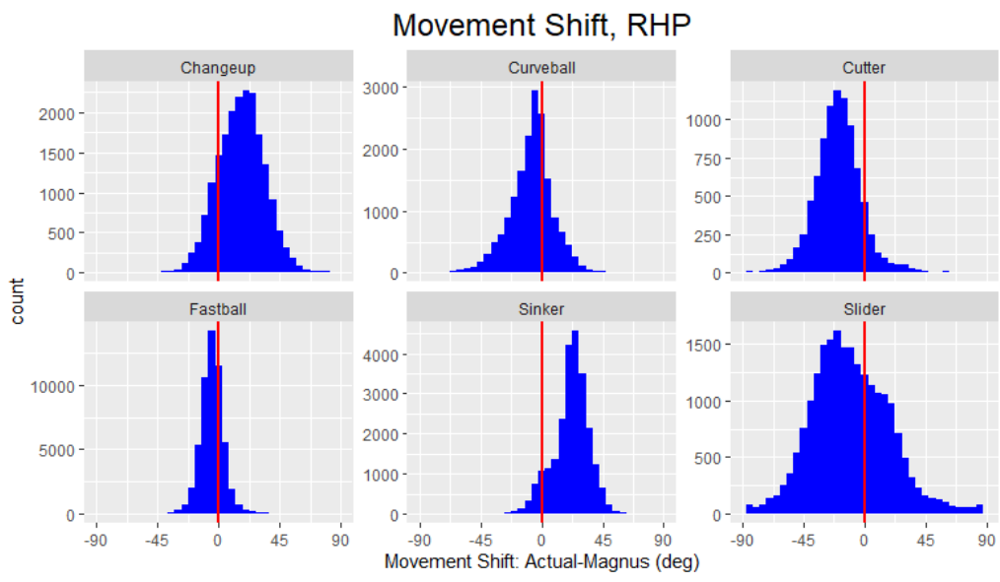 Movement Shift, RHP
Changeup
Curveball
Cutter
2000
1500
1000
500
0
3000
2000
1000
0
1000
750
500
250
0
count
Fastball
Sinker
Slider
10000
5000
0
4000
3000
2000
1000
0
1500
1000
500
0
-90 -45 0 45 90
-90 -45 0 45 90
-90 -45 0 45 90
Movement Shift: Actual-Magnus (deg)